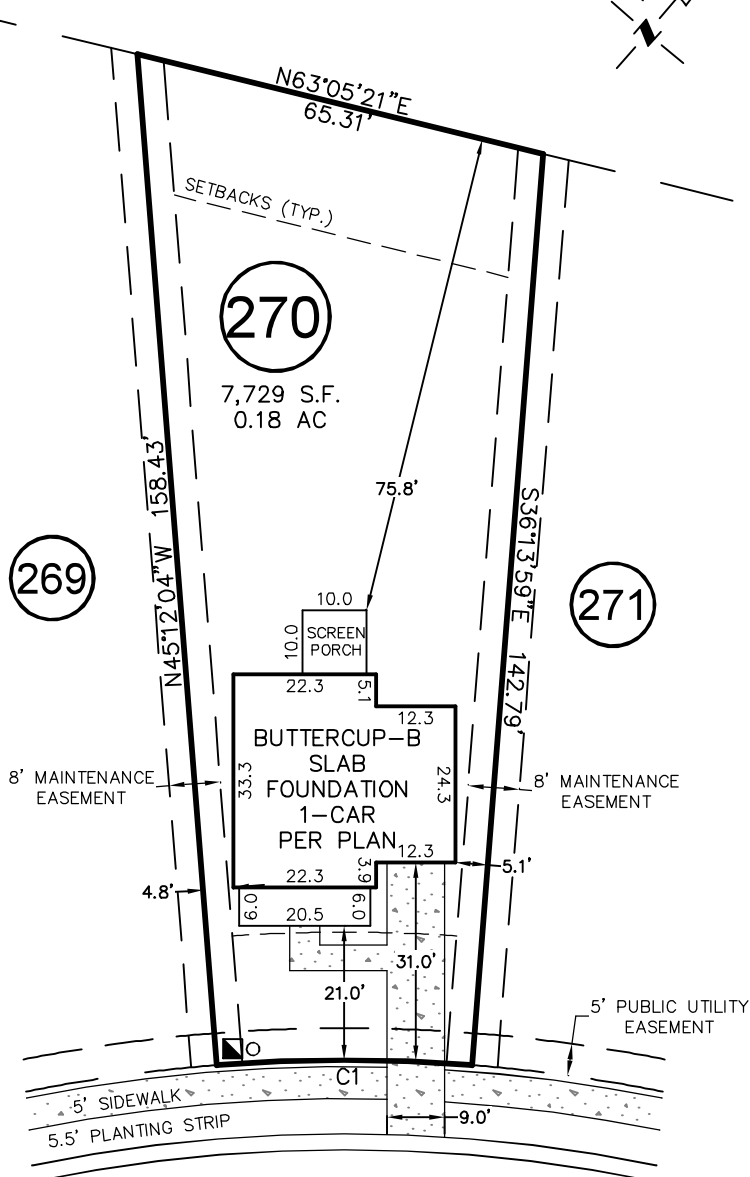 N63°05'21"E
65.31'
SETBACKS (TYP.)
270
7,729 S.F.
0.18 AC
N45°12'04"W 158.43'
75.8'
S36°13'59"E 142.79'
269
271
10.0
10.0
SCREEN
PORCH
22.3
5.1
12.3
BUTTERCUP-B
SLAB
FOUNDATION
1-CAR
PER PLAN
33.3
24.3
8' MAINTENANCE
EASEMENT
8' MAINTENANCE
EASEMENT
12.3
3.9
22.3
5.1'
4.8'
6.0
20.5
6.0
31.0'
21.0'
5' PUBLIC UTILITY
EASEMENT
C1
5' SIDEWALK
5.5' PLANTING STRIP
9.0'